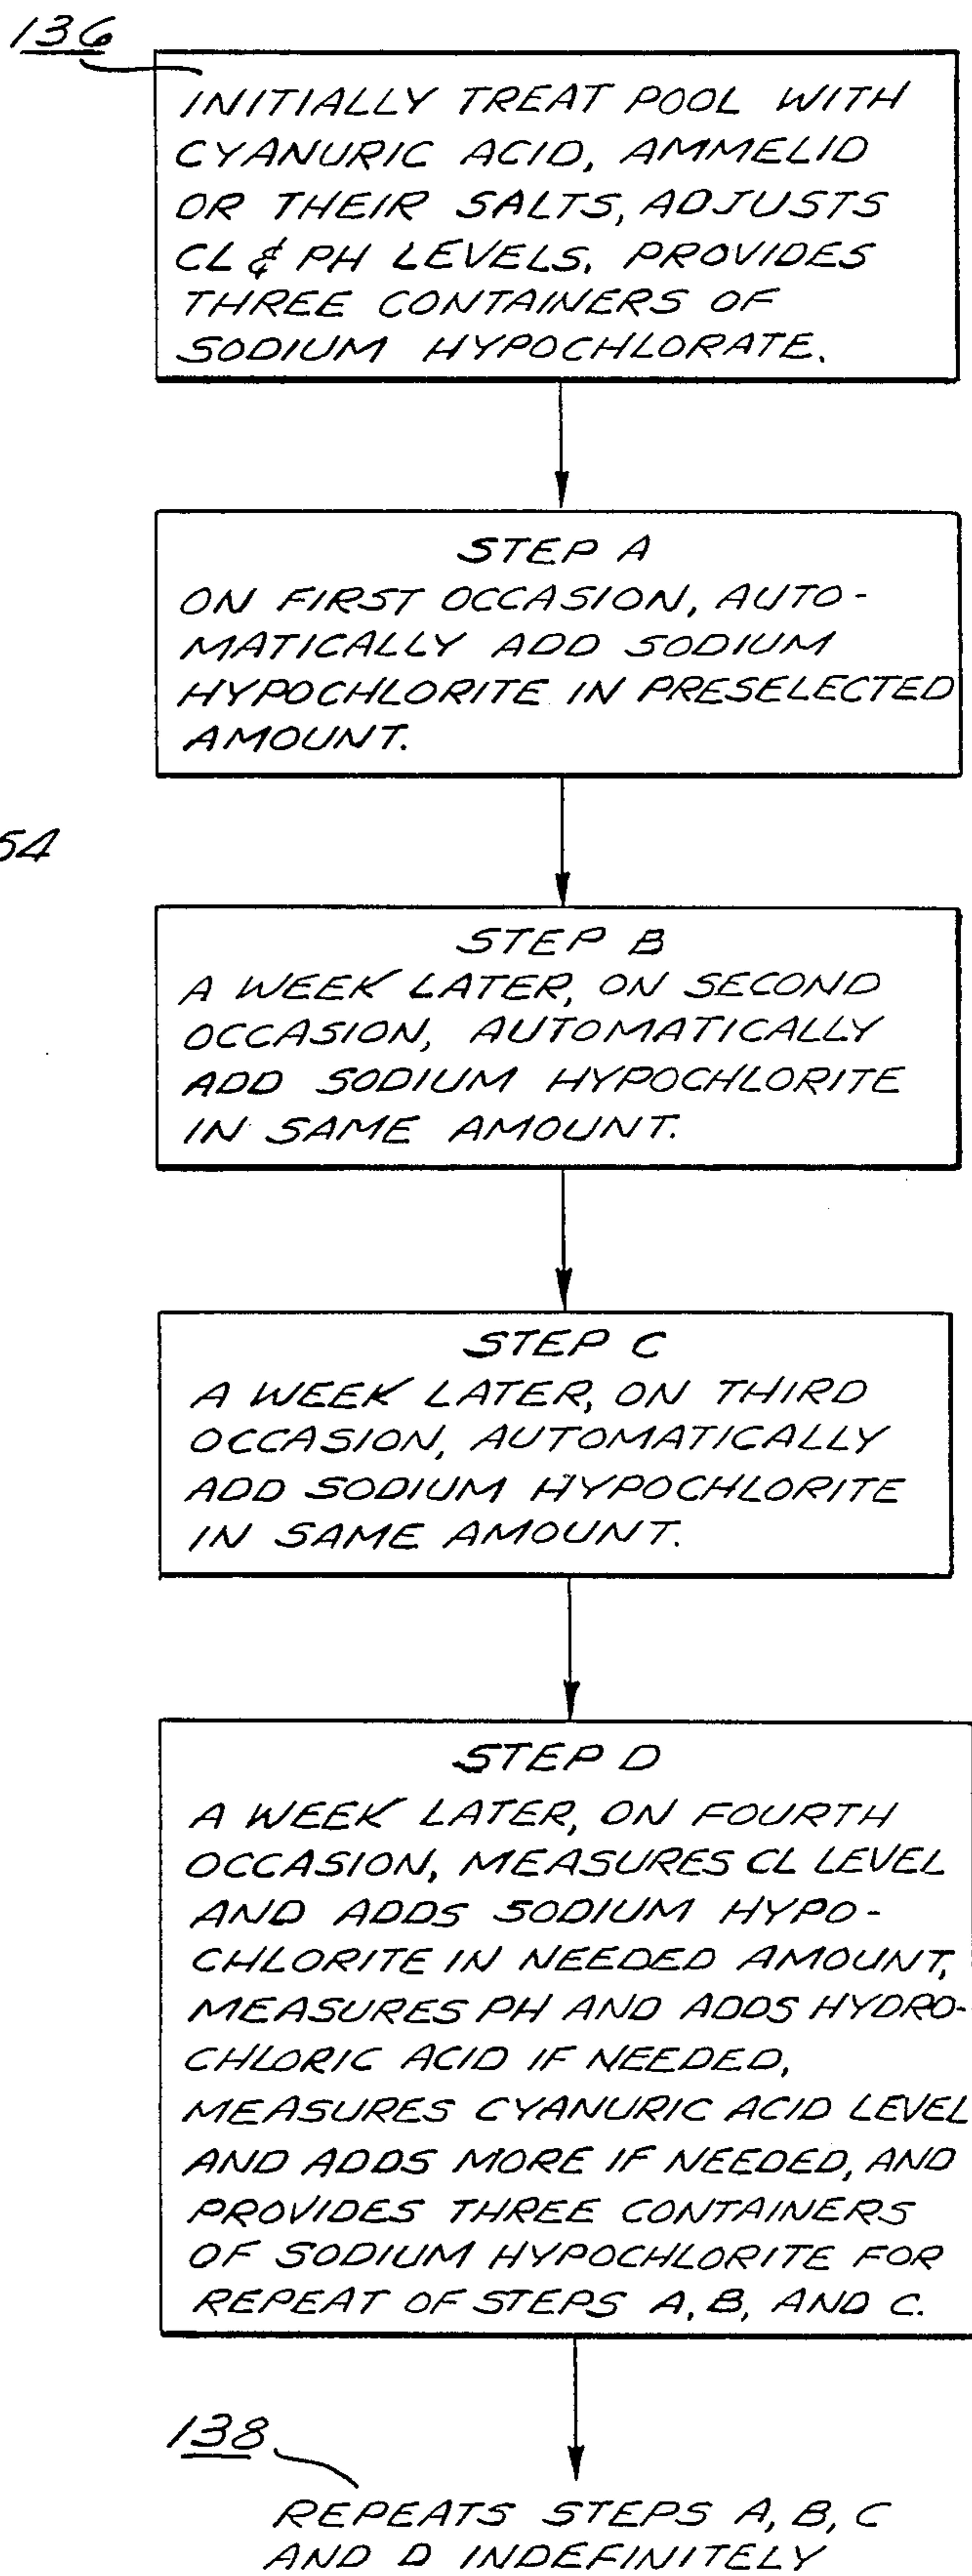 136
INITIALLY TREAT POOL WITH
CYANURIC ACID, AMMELID
OR THEIR SALTS, ADJUSTS
CL & PH LEVELS. PROVIDES
THREE CONTAINERS OF
SODIUM HYPOCHLORATE.
STEP A
ON FIRST OCCASION, AUTO-
MATICALLY ADD SODIUM
HYPOCHLORITE IN PRESELECTED
AMOUNT.
54
STEP B
A WEEK LATER, ON SECOND
OCCASION, AUTOMATICALLY
ADD SODIUM HYPOCHLORITE
IN SAME AMOUNT.
STEP C
A WEEK LATER, ON THIRD
OCCASION, AUTOMATICALLY
ADD SODIUM HYPOCHLORITE
IN SAME AMOUNT.
STEP D
A WEEK LATER, ON FOURTH
OCCASION, MEASURES CL LEVEL
AND ADDS SODIUM HYPO-
CHLORITE IN NEEDED AMOUNT,
MEASURES PH AND ADDS HYDRO-
CHLORIC ACID IF NEEDED,
MEASURES CYANURIC ACID LEVEL
AND ADDS MORE IF NEEDED, AND
PROVIDES THREE CONTAINERS
OF SODIUM HYPOCHLORITE FOR
REPEAT OF STEPS A, B, AND C.
138
REPEATS STEPS A, B, C
AND D INDEFINITELY